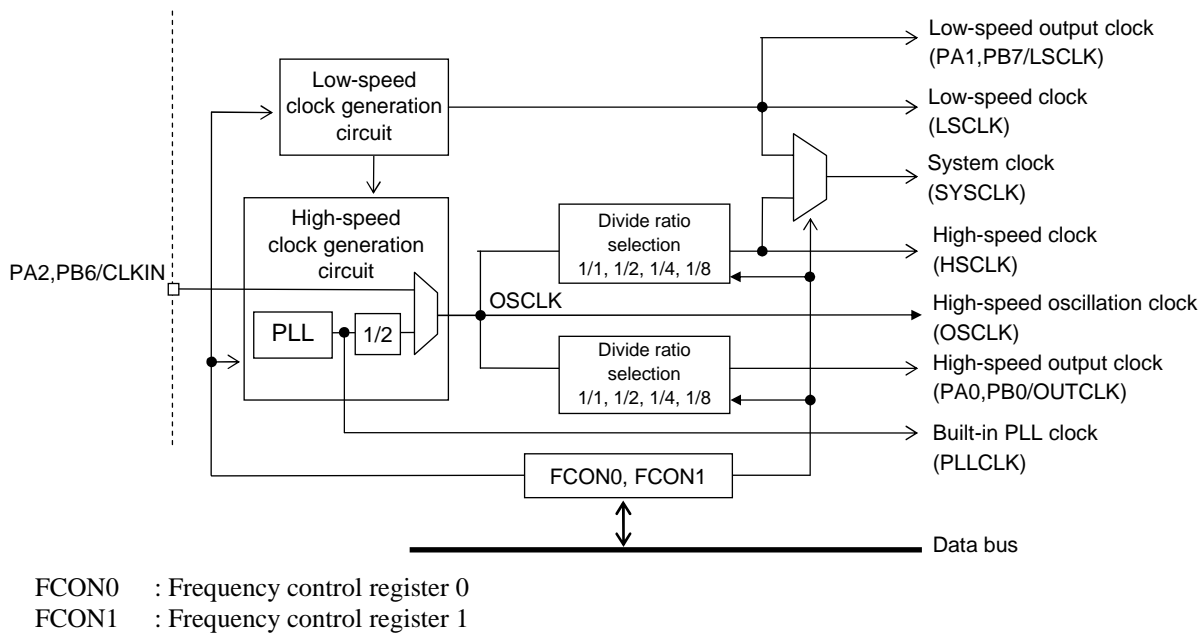 Low-speed output clock
(PA1,PB7/LSCLK)
Low-speed
clock generation
circuit
Low-speed clock
(LSCLK)
System clock
(SYSCLK)
High-speed
clock generation
circuit
Divide ratio
selection
1/1, 1/2, 1/4, 1/8
High-speed clock
(HSCLK)
PA2,PB6/CLKIN
OSCLK
High-speed oscillation clock
(OSCLK)
PLL
1/2
Divide ratio
selection
1/1, 1/2, 1/4, 1/8
High-speed output clock
(PA0,PB0/OUTCLK)
Built-in PLL clock
(PLLCLK)
FCON0, FCON1
Data bus
FCON0 : Frequency control register 0
FCON1 : Frequency control register 1